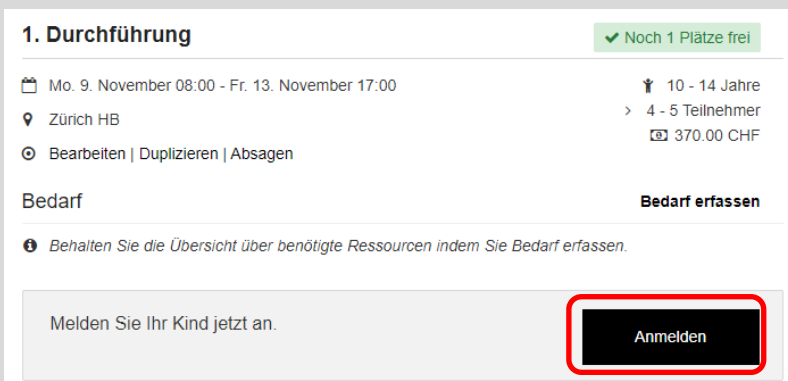 1. Durchführung
Noch 1 Plätze frei
Mo. 9. November 08:00 - Fr. 13. November 17:00
10 - 14 Jahre
Zürich HB
4 - 5 Teilnehmer
370.00 CHF
Bearbeiten | Duplizieren | Absagen
Bedarf
Bedarf erfassen
Behalten Sie die Übersicht über benötigte Ressourcen indem Sie Bedarf erfassen.
Melden Sie Ihr Kind jetzt an.
Anmelden